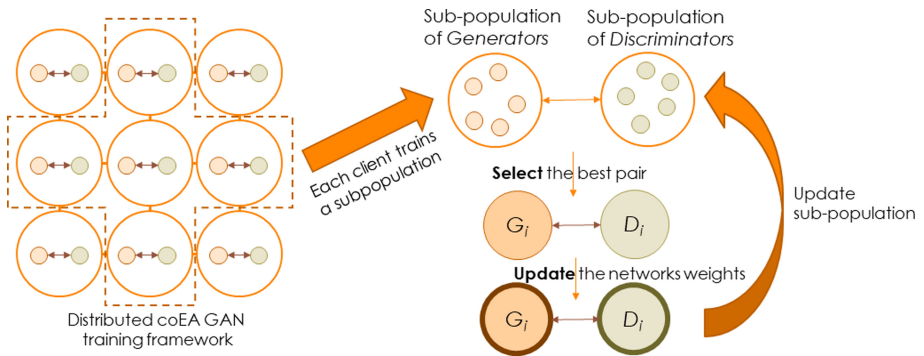 Sub-population
of Generators
Sub-population
of Discriminators
Each client trains
a subpopulation
Select the best pair
Gi
Di
Update the networks weights
Gi
Di
Update
sub-population
Distributed coEA GAN
training framework